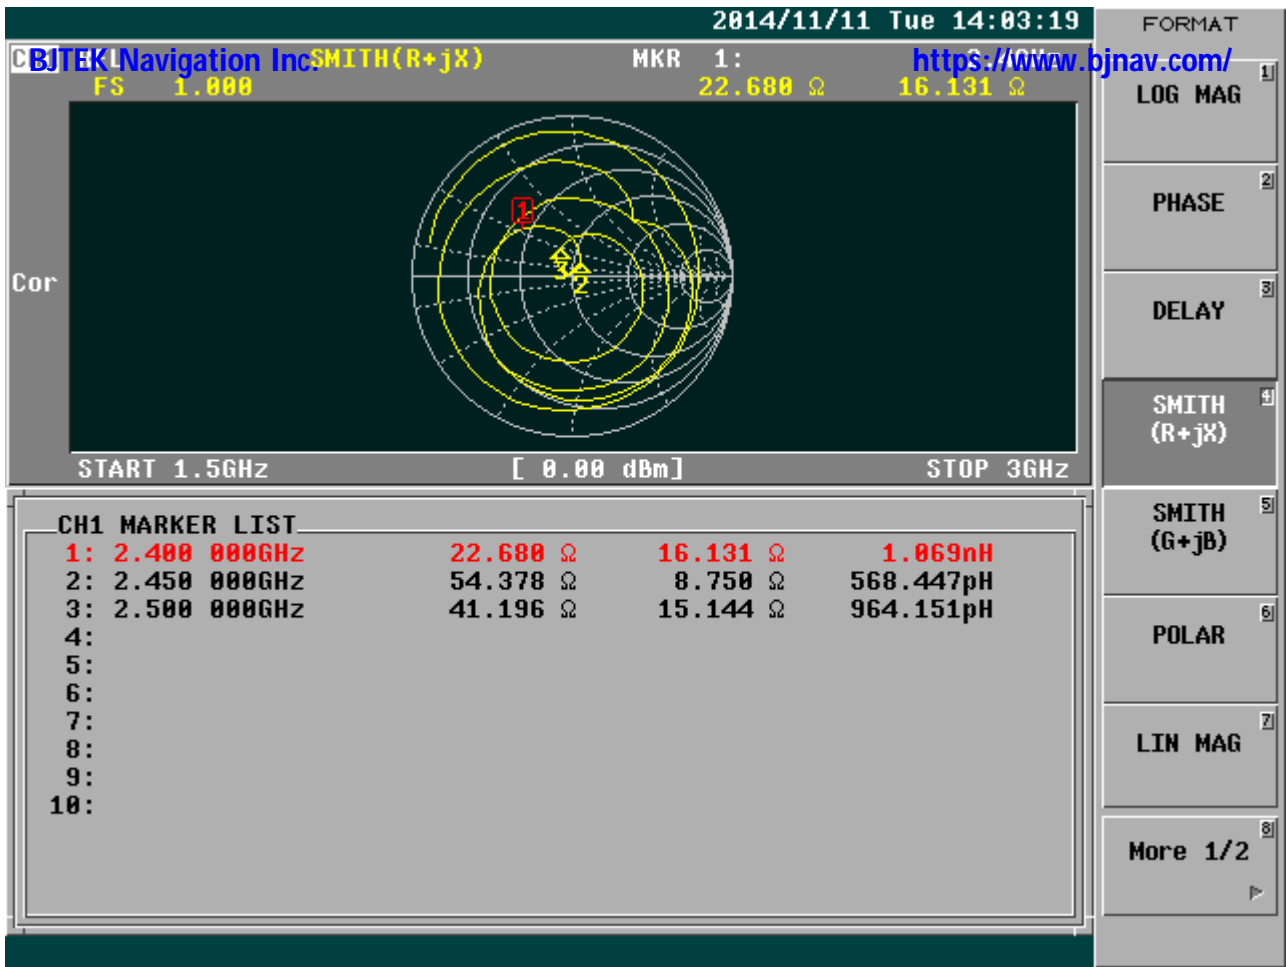 2014/11/11 Tue 14:03:19
FORMAT
BJTEK Navigation Inc. SMITH(R+jX) MKR 1: https://www.bjnav.com/
FS 1.000 22.680 Ω 16.131 Ω
1
3
2
Cor
START 1.5GHz [ 0.00 dBm] STOP 3GHz
CH1 MARKER LIST
1: 2.400 000GHz 22.680 Ω 16.131 Ω 1.069nH
2: 2.450 000GHz 54.378 Ω 8.750 Ω 568.447pH
3: 2.500 000GHz 41.196 Ω 15.144 Ω 964.151pH
4:
5:
6:
7:
8:
9:
10:
1
LOG MAG
2
PHASE
3
DELAY
4
SMITH
(R+jX)
5
SMITH
(G+jB)
6
POLAR
7
LIN MAG
8
More 1/2